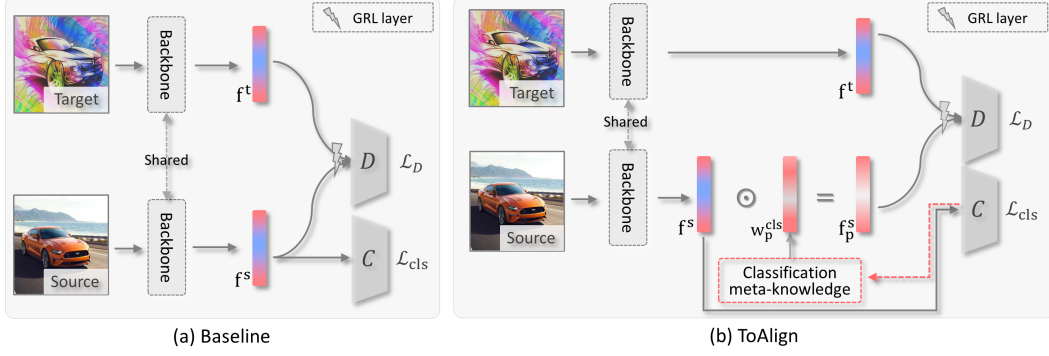 GRL layer
Backbone
Target
f^t
Shared
D
L_D
Backbone
Source
f^s
C
L_cls
(a) Baseline
GRL layer
Backbone
Target
f^t
Shared
D
L_D
Backbone
Source
f^s
⊙
w_p^cls
=
f_p^s
C
L_cls
Classification
meta-knowledge
(b) ToAlign